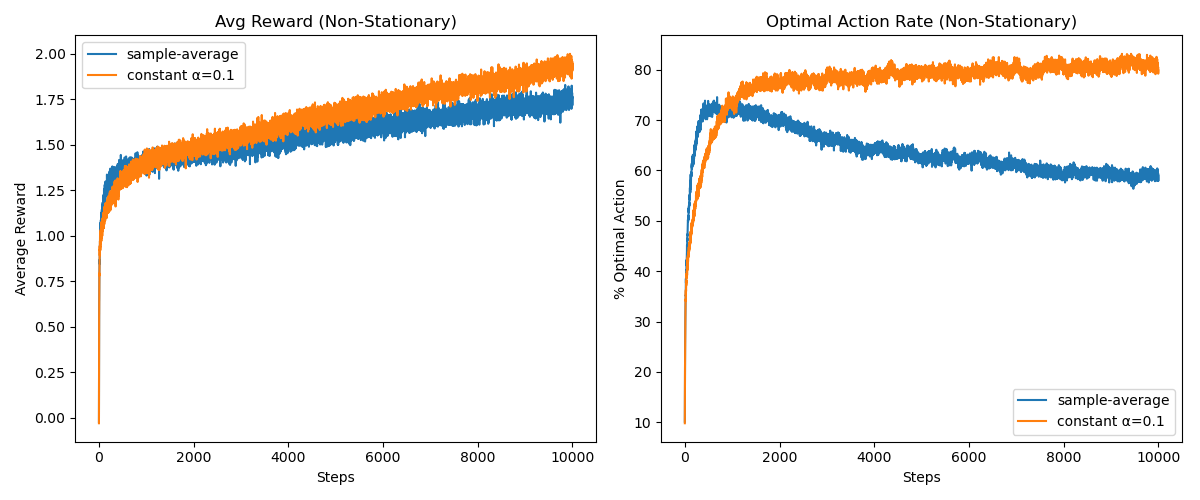 Avg Reward (Non-Stationary)
sample-average
constant α=0.1
2.00
1.75
1.50
1.25
1.00
0.75
0.50
0.25
0.00
Average Reward
0 2000 4000 6000 8000 10000
Steps
Optimal Action Rate (Non-Stationary)
80
70
60
50
40
30
20
10
% Optimal Action
sample-average
constant α=0.1
0 2000 4000 6000 8000 10000
Steps